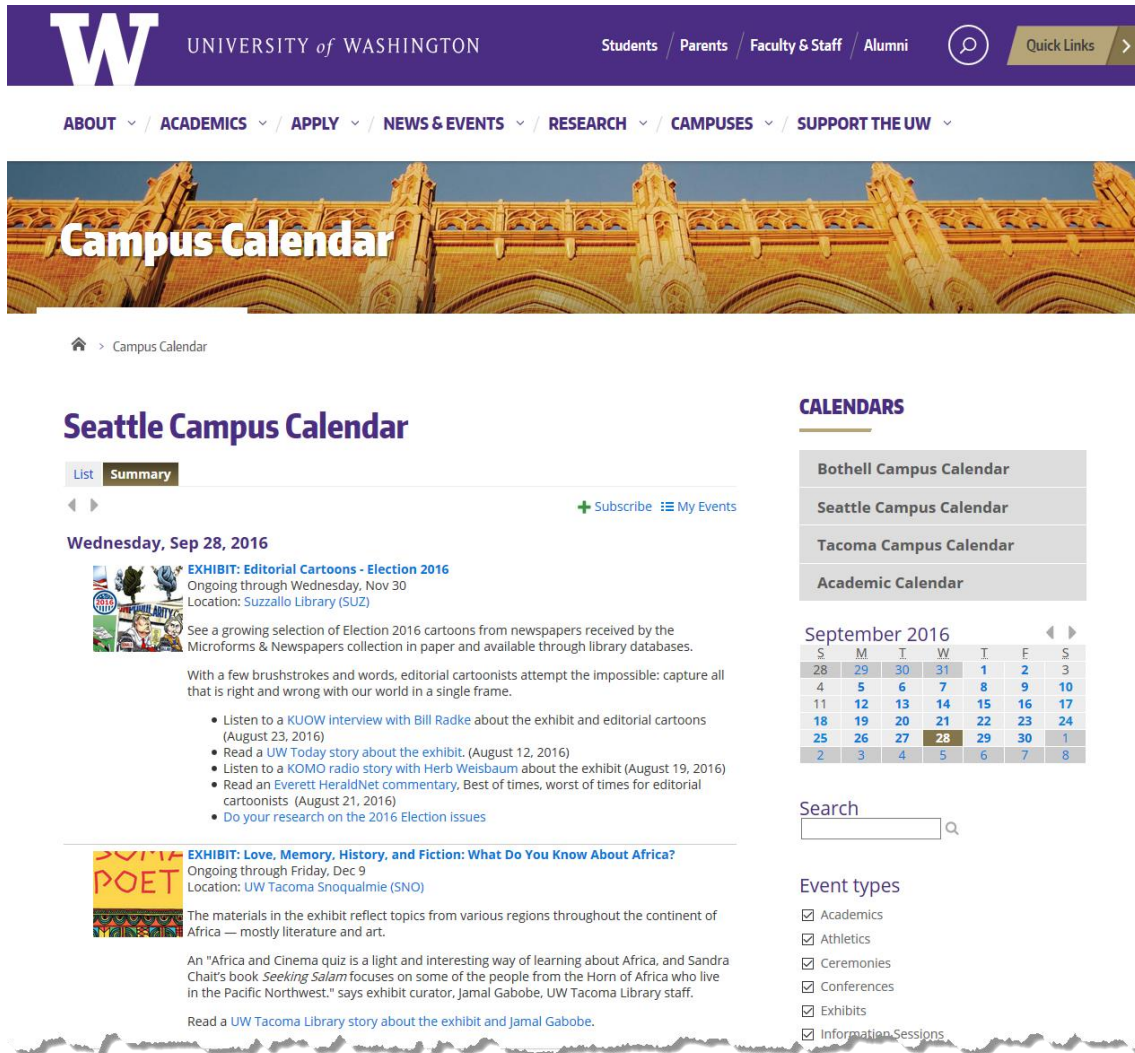 W UNIVERSITY of WASHINGTON Students Parents Faculty & Staff Alumni Quick Links
ABOUT / ACADEMICS / APPLY / NEWS & EVENTS / RESEARCH / CAMPUSES / SUPPORT THE UW
Campus Calendar
> Campus Calendar
Seattle Campus Calendar
List Summary
Subscribe My Events
Wednesday, Sep 28, 2016
2016
EXHIBIT: Editorial Cartoons - Election 2016
Ongoing through Wednesday, Nov 30
Location: Suzzallo Library (SUZ)
See a growing selection of Election 2016 cartoons from newspapers received by the
Microforms & Newspapers collection in paper and available through library databases.
With a few brushstrokes and words, editorial cartoonists attempt the impossible: capture all
that is right and wrong with our world in a single frame.
• Listen to a KUOW interview with Bill Radke about the exhibit and editorial cartoons
(August 23, 2016)
• Read a UW Today story about the exhibit. (August 12, 2016)
• Listen to a KOMO radio story with Herb Weisbaum about the exhibit (August 19, 2016)
• Read an Everett HeraldNet commentary, Best of times, worst of times for editorial
cartoonists (August 21, 2016)
• Do your research on the 2016 Election issues
POET
EXHIBIT: Love, Memory, History, and Fiction: What Do You Know About Africa?
Ongoing through Friday, Dec 9
Location: UW Tacoma Snoqualmie (SNO)
The materials in the exhibit reflect topics from various regions throughout the continent of
Africa — mostly literature and art.
An "Africa and Cinema quiz is a light and interesting way of learning about Africa, and Sandra
Chait's book Seeking Salam focuses on some of the people from the Horn of Africa who live
in the Pacific Northwest." says exhibit curator, Jamal Gabobe, UW Tacoma Library staff.
Read a UW Tacoma Library story about the exhibit and Jamal Gabobe.
CALENDARS
Bothell Campus Calendar
Seattle Campus Calendar
Tacoma Campus Calendar
Academic Calendar
September 2016
S M T W T F S
28 29 30 31 1 2 3
4 5 6 7 8 9 10
11 12 13 14 15 16 17
18 19 20 21 22 23 24
25 26 27 28 29 30 1
2 3 4 5 6 7 8
Search
Event types
Academics
Athletics
Ceremonies
Conferences
Exhibits
Information Sessions